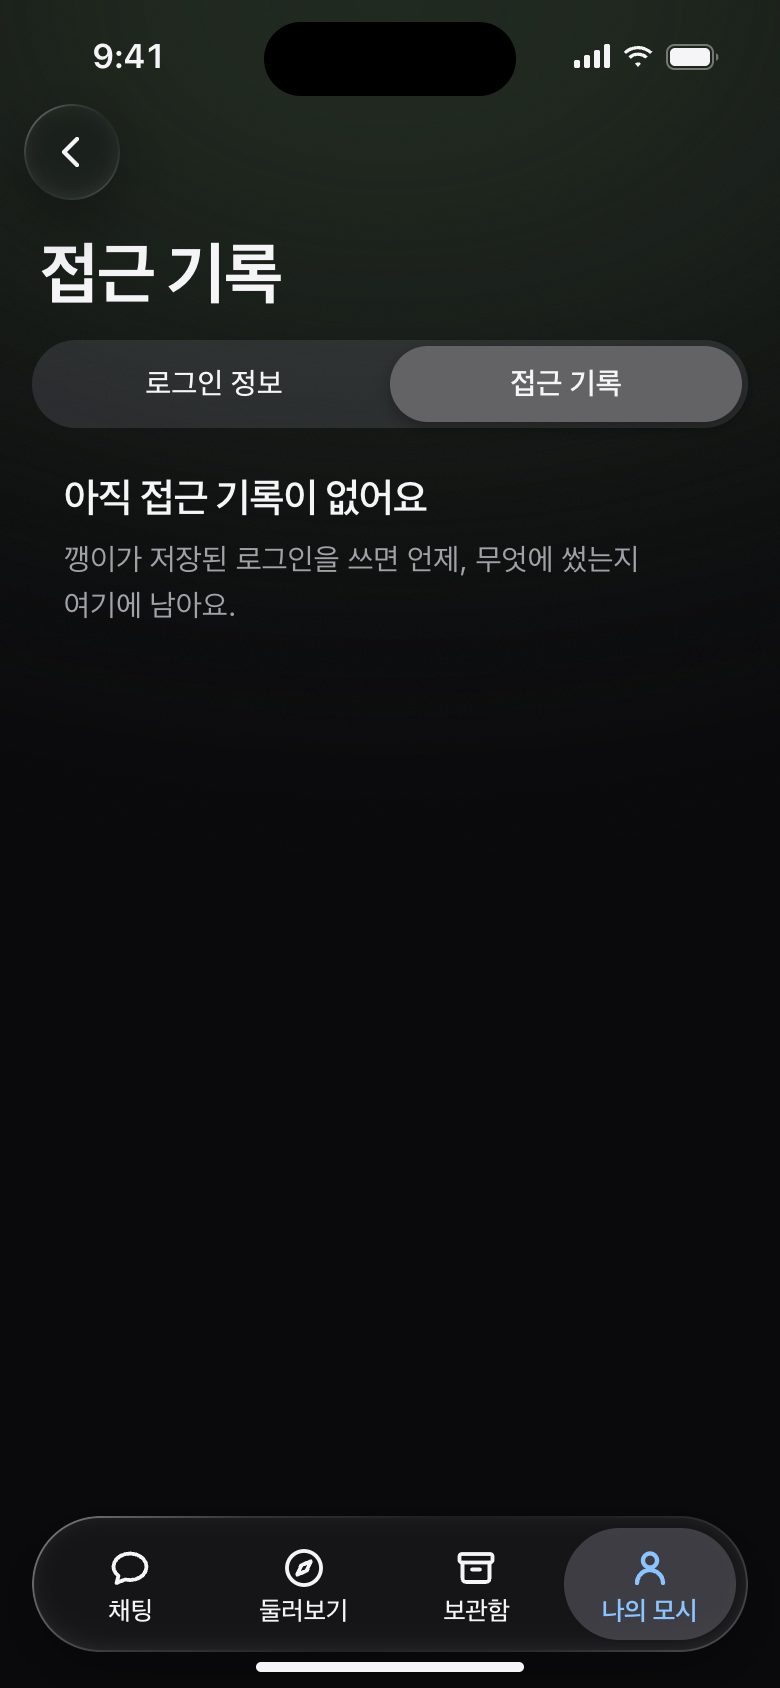 9:41
접근 기록
로그인 정보
접근 기록
아직 접근 기록이 없어요
깽이가 저장된 로그인을 쓰면 언제, 무엇에 썼는지
여기에 남아요.
채팅
둘러보기
보관함
나의 모시